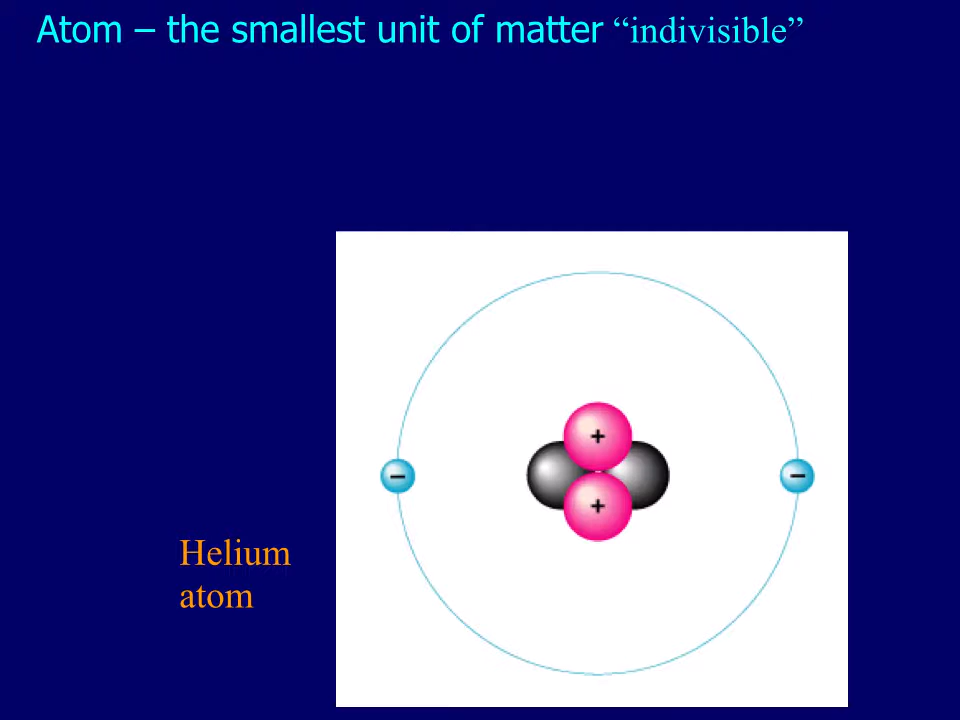 Atom – the smallest unit of matter “indivisible”
+
− −
+
Helium
atom